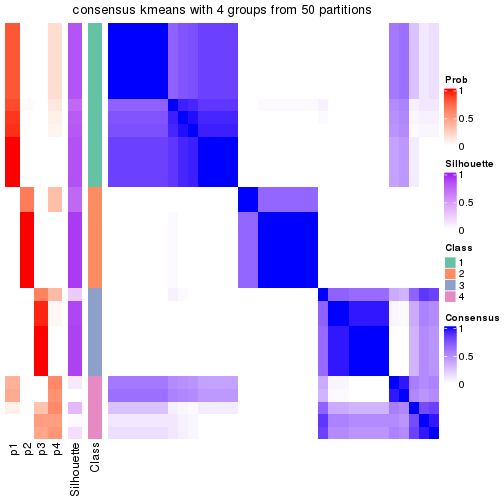 consensus kmeans with 4 groups from 50 partitions
Prob
1
0.5
0
Silhouette
1
0.5
0
Class
1
2
3
4
Consensus
1
0.5
0
p1
p2
p3
p4
Silhouette
Class